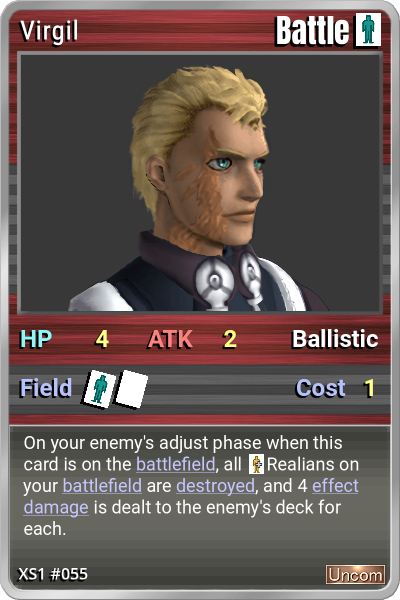 Virgil Battle
HP 4 ATK 2 Ballistic
Field Cost 1
On your enemy's adjust phase when this
card is on the battlefield, all Realians on
your battlefield are destroyed, and 4 effect
damage is dealt to the enemy's deck for
each.
XS1 #055 Uncom